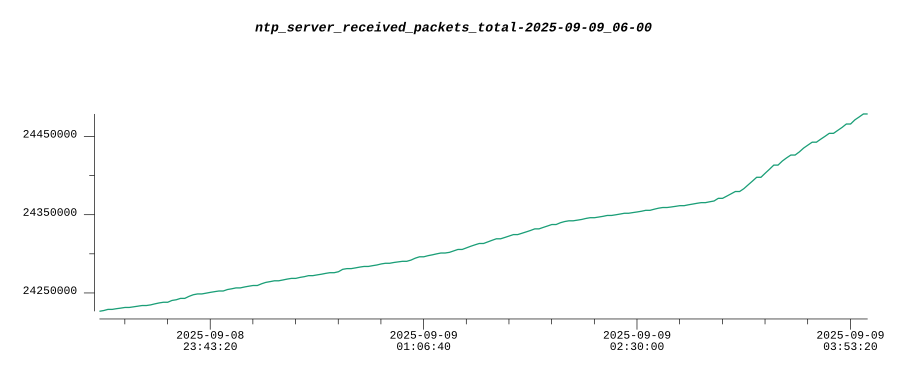 ntp_server_received_packets_total-2025-09-09_06-00
24450000
24350000
24250000
2025-09-08 2025-09-09 2025-09-09 2025-09-09
23:43:20 01:06:40 02:30:00 03:53:20